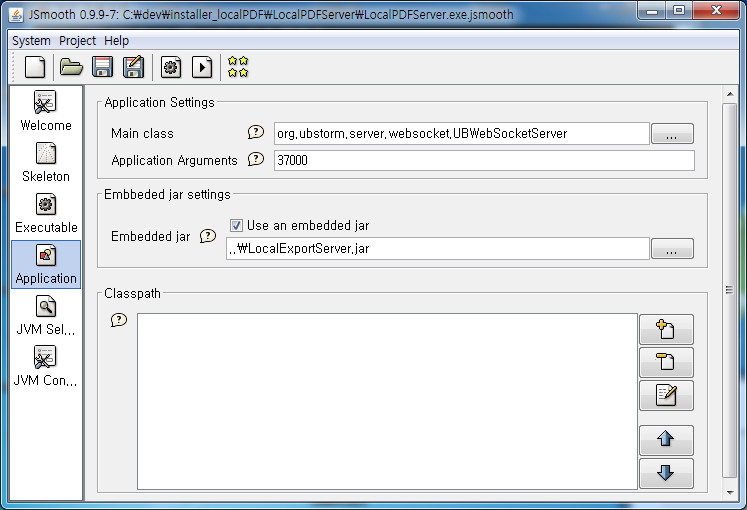 JSmooth 0.9.9-7: C:₩dev₩installer_localPDF₩LocalPDFServer₩LocalPDFServer.exe.jsmooth
System Project Help
Welcome
Skeleton
Executable
Application
JVM Sel...
JVM Con...
Application Settings
Main class ? org.ubstorm.server.websocket.UBWebSocketServer ...
Application Arguments ? 37000
Embbeded jar settings
Use an embedded jar
Embedded jar ?
..₩LocalExportServer.jar ...
Classpath
?